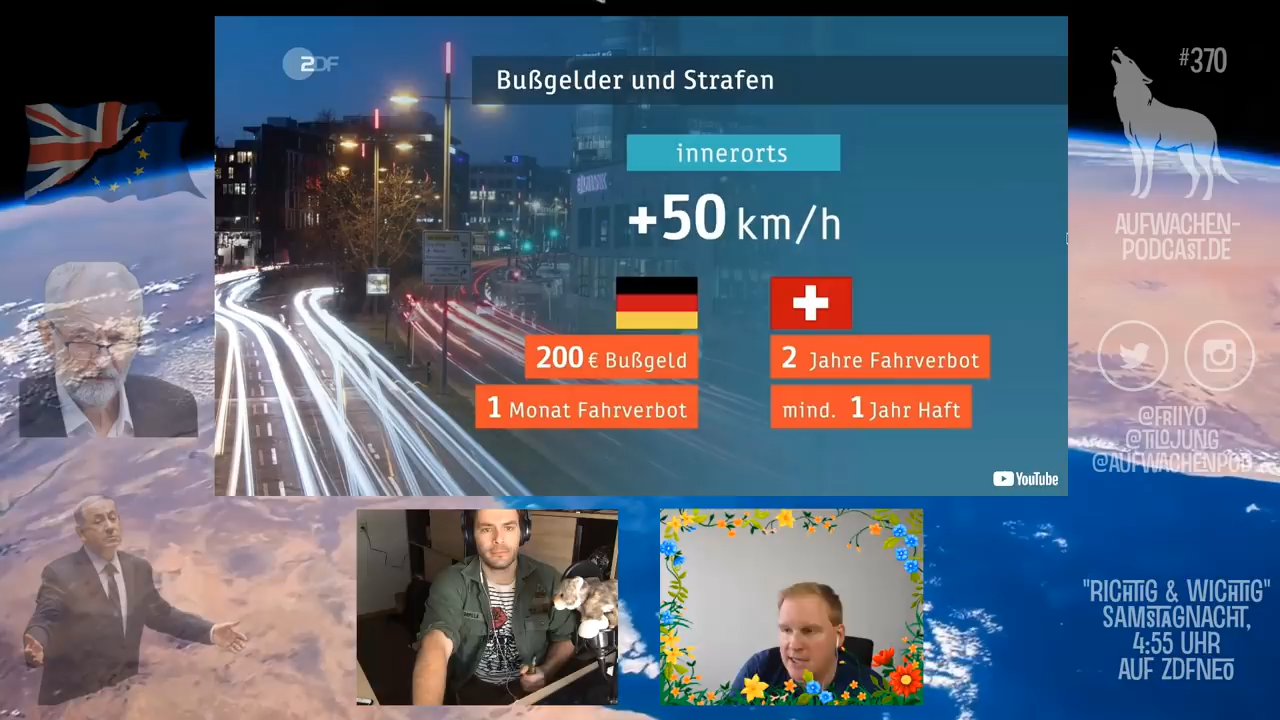 ZDF
Bußgelder und Strafen
innerorts
+50 km/h
200 € Bußgeld
1 Monat Fahrverbot
2 Jahre Fahrverbot
mind. 1 Jahr Haft
YouTube
#370
AUFWACHEN-
PODCAST.DE
@FRIIYO
@TILOJUNG
@AUFWACHENPOD
"RICHTIG & WICHTIG"
SAMSTAGNACHT,
4:55 UHR
AUF ZDFNEO